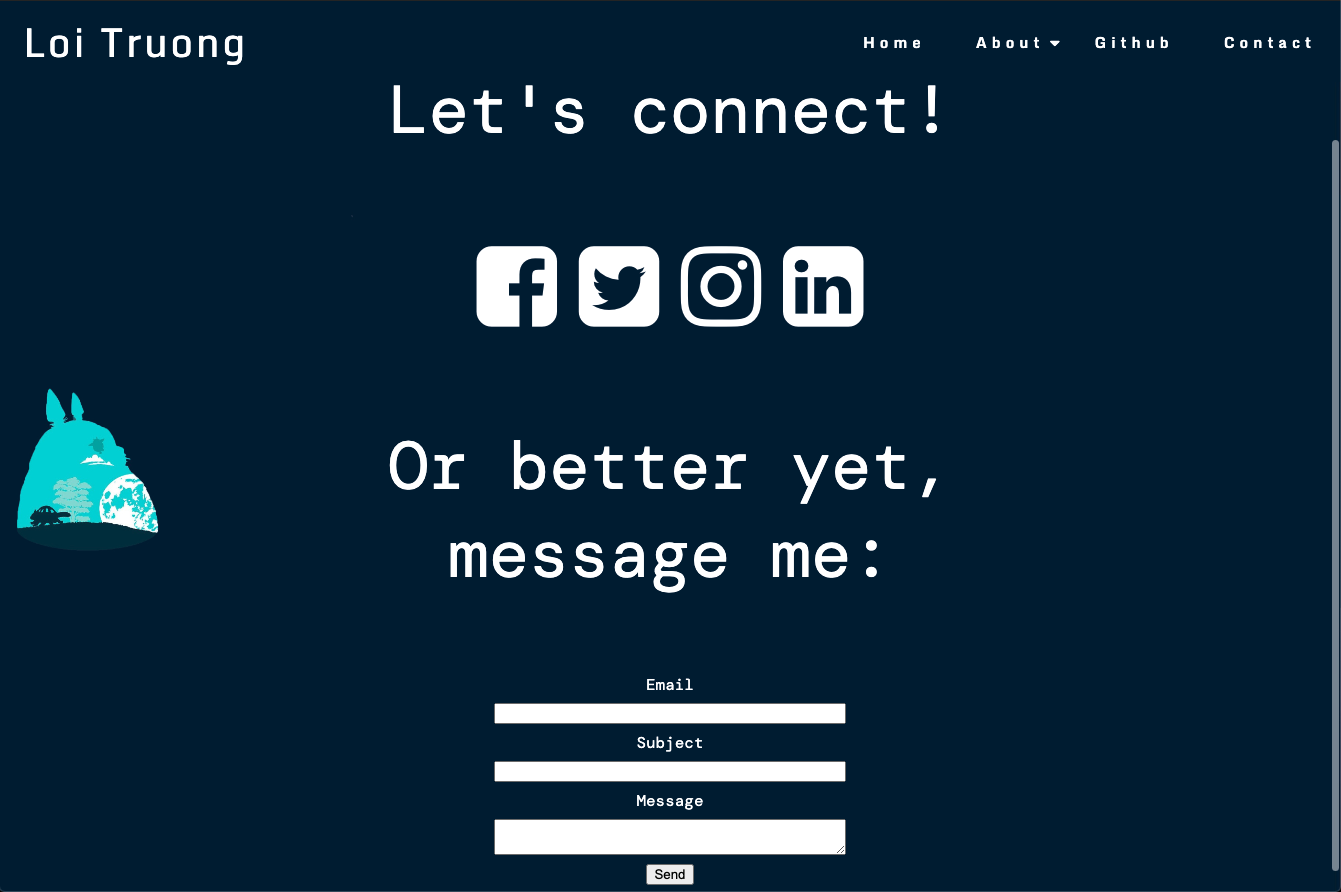 Loi Truong
Home About Github Contact
Let's connect!
Or better yet,
message me:
Email
Subject
Message
Send